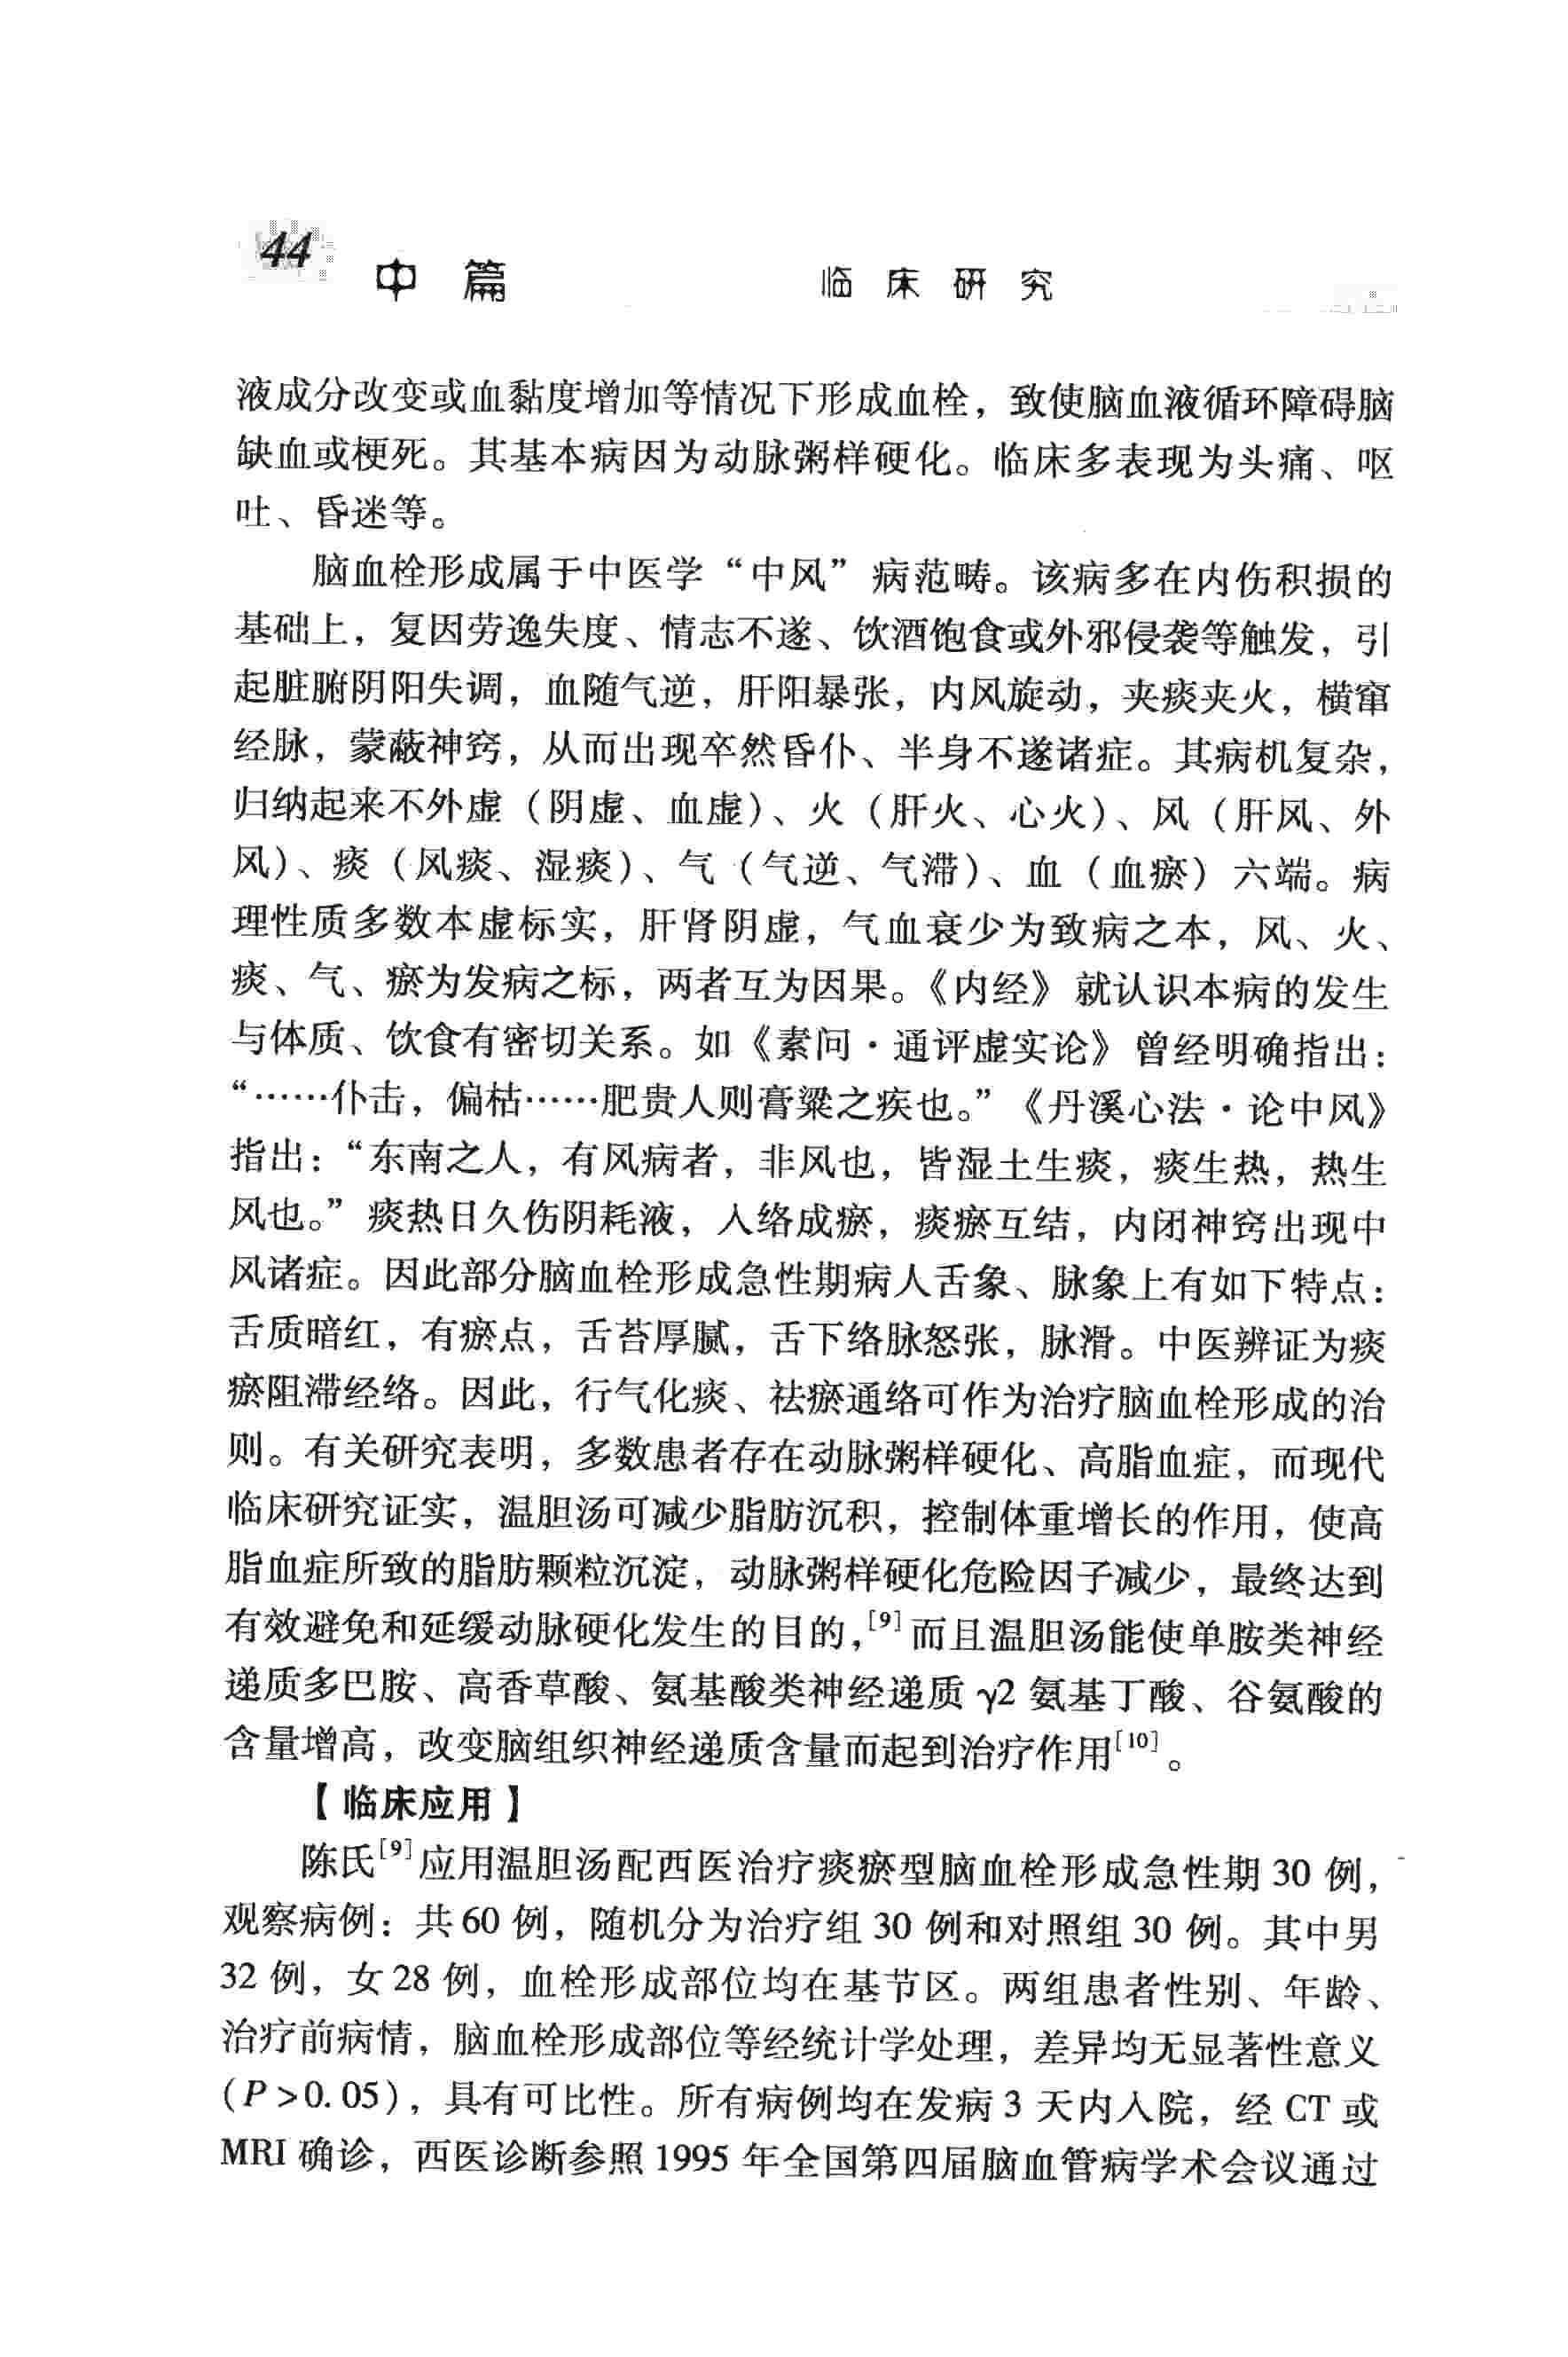 44
中 篇 临 床 研 究
液成分改变或血黏度增加等情况下形成血栓，致使脑血液循环障碍脑
缺血或梗死。其基本病因为动脉粥样硬化。临床多表现为头痛、呕
吐、昏迷等。
脑血栓形成属于中医学“中风”病范畴。该病多在内伤积损的
基础上，复因劳逸失度、情志不遂、饮酒饱食或外邪侵袭等触发，引
起脏腑阴阳失调，血随气逆，肝阳暴张，内风旋动，夹痰夹火，横窜
经脉，蒙蔽神窍，从而出现卒然昏仆、半身不遂诸症。其病机复杂，
归纳起来不外虚（阴虚、血虚）、火（肝火、心火）、风（肝风、外
风）、痰（风痰、湿痰）、气（气逆、气滞）、血（血瘀）六端。病
理性质多数本虚标实，肝肾阴虚，气血衰少为致病之本，风、火、
痰、气、瘀为发病之标，两者互为因果。《内经》就认识本病的发生
与体质、饮食有密切关系。如《素问·通评虚实论》曾经明确指出：
“……仆击，偏枯……肥贵人则膏粱之疾也。”《丹溪心法·论中风》
指出：“东南之人，有风病者，非风也，皆湿土生痰，痰生热，热生
风也。”痰热日久伤阴耗液，入络成瘀，痰瘀互结，内闭神窍出现中
风诸症。因此部分脑血栓形成急性期病人舌象、脉象上有如下特点：
舌质暗红，有瘀点，舌苔厚腻，舌下络脉怒张，脉滑。中医辨证为痰
瘀阻滞经络。因此，行气化痰、祛瘀通络可作为治疗脑血栓形成的治
则。有关研究表明，多数患者存在动脉粥样硬化、高脂血症，而现代
临床研究证实，温胆汤可减少脂肪沉积，控制体重增长的作用，使高
脂血症所致的脂肪颗粒沉淀，动脉粥样硬化危险因子减少，最终达到
有效避免和延缓动脉硬化发生的目的，[9]而且温胆汤能使单胺类神经
递质多巴胺、高香草酸、氨基酸类神经递质 γ2 氨基丁酸、谷氨酸的
含量增高，改变脑组织神经递质含量而起到治疗作用[10]。
【临床应用】
陈氏[9]应用温胆汤配西医治疗痰瘀型脑血栓形成急性期 30 例，
观察病例：共 60 例，随机分为治疗组 30 例和对照组 30 例。其中男
32 例，女 28 例，血栓形成部位均在基节区。两组患者性别、年龄、
治疗前病情，脑血栓形成部位等经统计学处理，差异均无显著性意义
(P >0. 05)，具有可比性。所有病例均在发病 3 天内入院，经 CT 或
MRI 确诊，西医诊断参照 1995 年全国第四届脑血管病学术会议通过